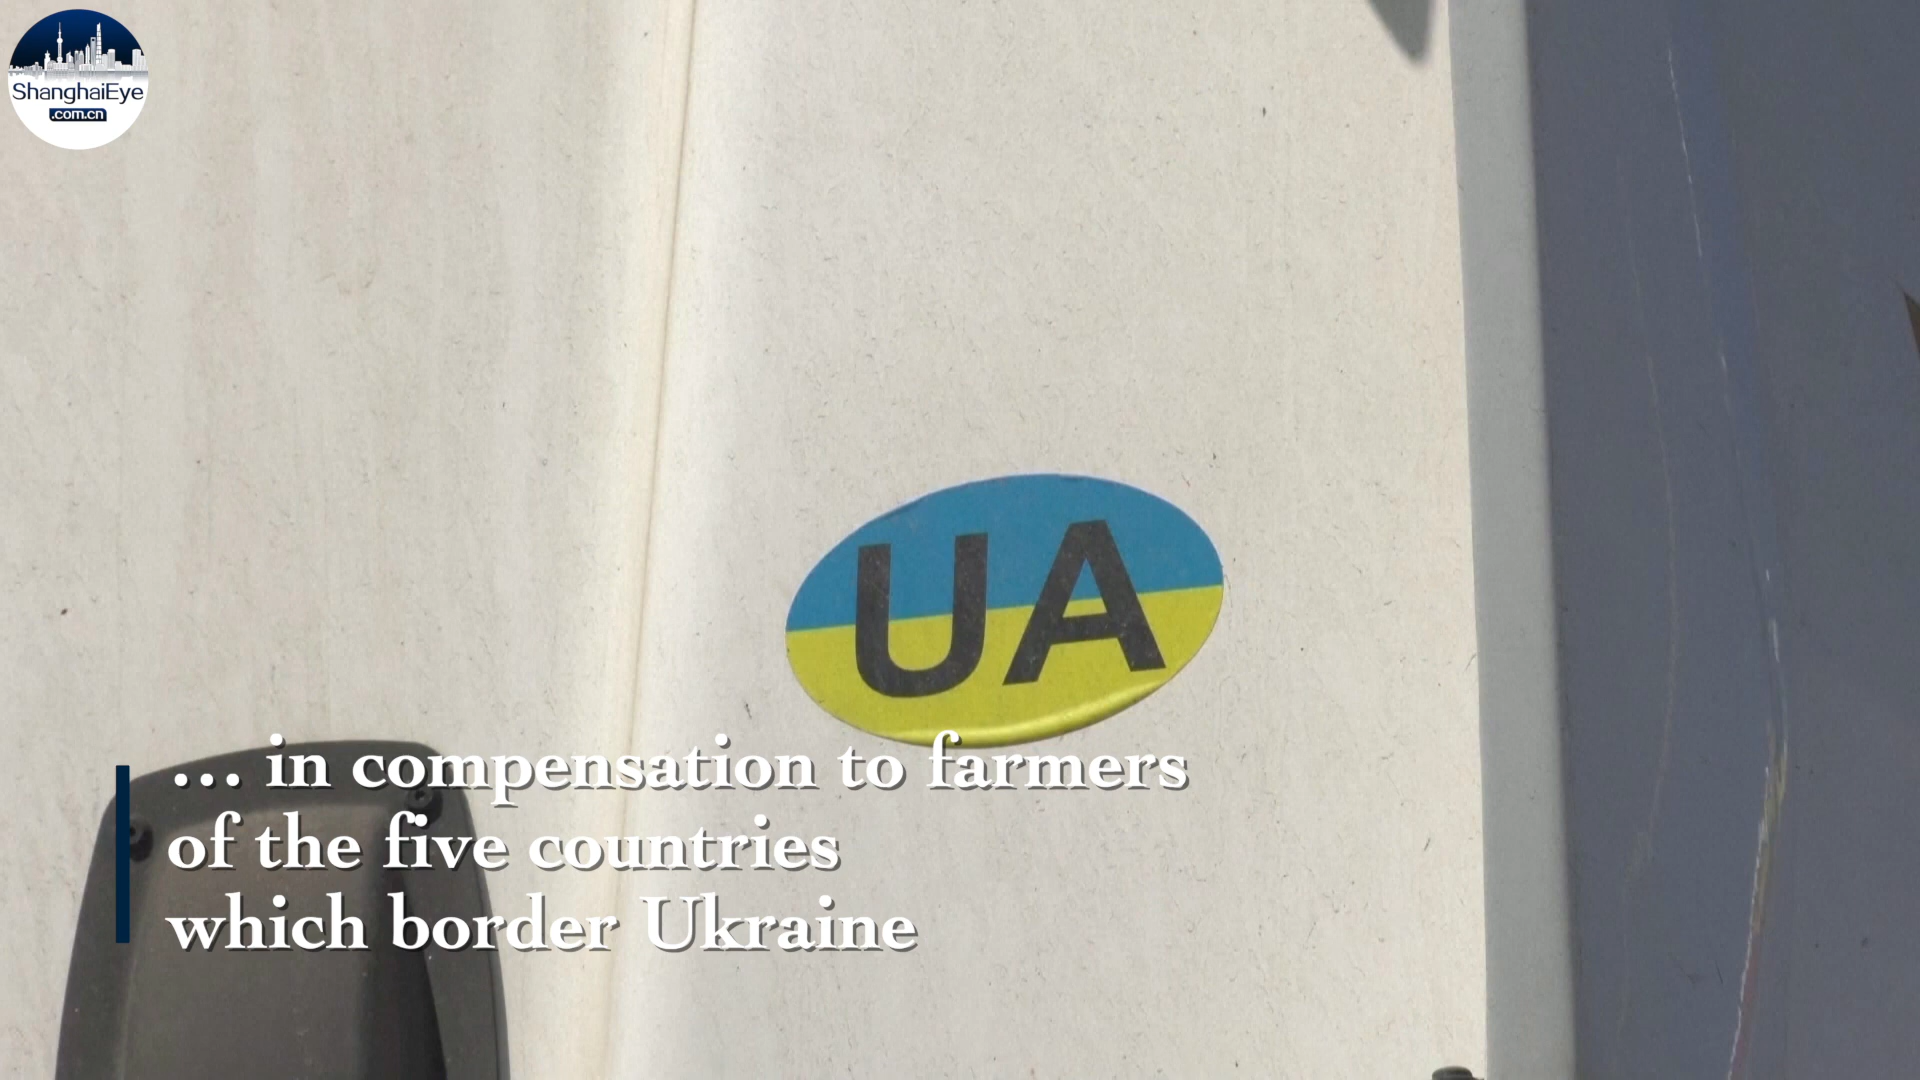 ShanghaiEye
.com.cn
UA
... in compensation to farmers
of the five countries
which border Ukraine